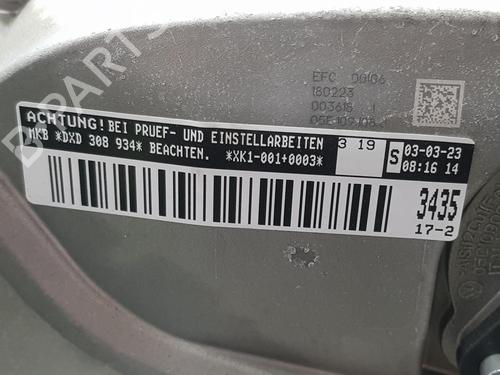 EFC 00106
180223
003618 1
ACHTUNG! BEI PRUEF- UND EINSTELLARBEITEN
MKB *DXD 308 934* BEACHTEN. *XK1-001+0003*
3 19
S
03-03-23
08:16 14
3435
17-2